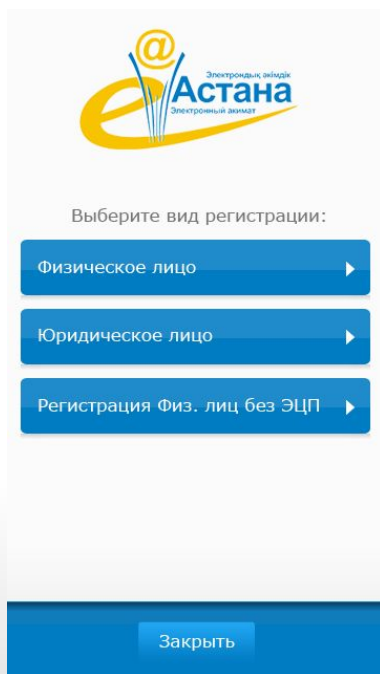 @
Электрондық әкімдік
е Астана
Электронный акимат
Выберите вид регистрации:
Физическое лицо
Юридическое лицо
Регистрация Физ. лиц без ЭЦП
Закрыть